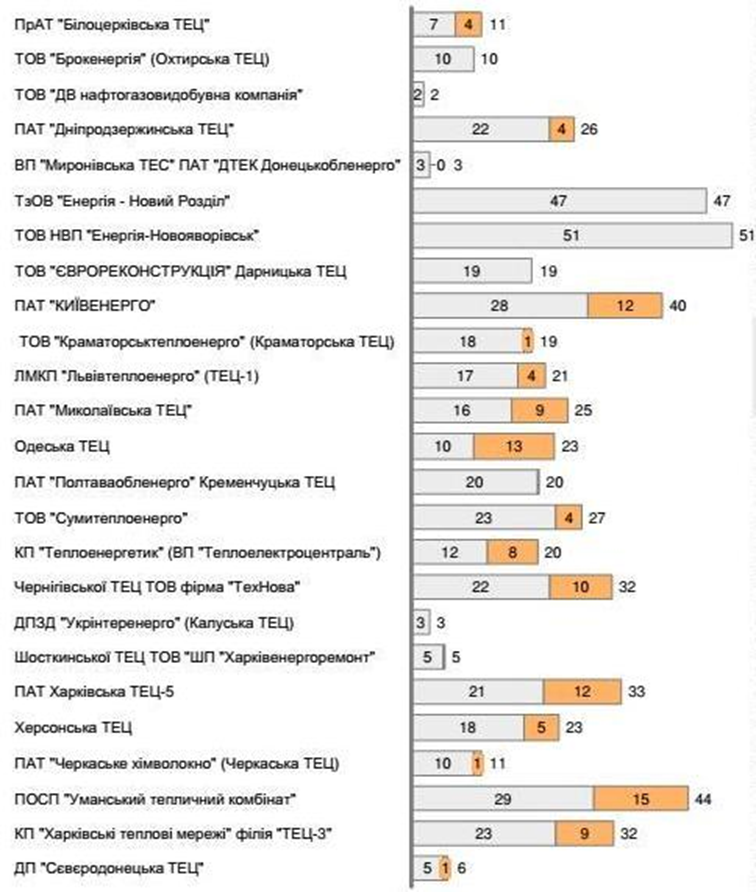 ПрАТ "Білоцерківська ТЕЦ" 7 4 11
ТОВ "Брокенергія" (Охтирська ТЕЦ) 10 10
ТОВ "ДВ нафтогазовидобувна компанія" 2 2
ПАТ "Дніпродзержинська ТЕЦ" 22 4 26
ВП "Миронівська ТЕС" ПАТ "ДТЕК Донецькобленерго" 3 0 3
ТзОВ "Енергія - Новий Розділ" 47 47
ТОВ НВП "Енергія-Новояворівськ" 51 51
ТОВ "ЄВРОРЕКОНСТРУКЦІЯ" Дарницька ТЕЦ 19 19
ПАТ "КИЇВЕНЕРГО" 28 12 40
ТОВ "Краматорськтеплоенерго" (Краматорська ТЕЦ) 18 1 19
ЛМКП "Львівтеплоенерго" (ТЕЦ-1) 17 4 21
ПАТ "Миколаївська ТЕЦ" 16 9 25
Одеська ТЕЦ 10 13 23
ПАТ "Полтаваобленерго" Кременчуцька ТЕЦ 20 20
ТОВ "Сумитеплоенерго" 23 4 27
КП "Теплоенергетик" (ВП "Теплоелектроцентраль") 12 8 20
Чернігівської ТЕЦ ТОВ фірма "ТехНова" 22 10 32
ДПЗД "Укрінтеренерго" (Калуська ТЕЦ) 3 3
Шосткинської ТЕЦ ТОВ "ШП "Харківенергоремонт" 5 5
ПАТ Харківська ТЕЦ-5 21 12 33
Херсонська ТЕЦ 18 5 23
ПАТ "Черкаське хімволокно" (Черкаська ТЕЦ) 10 1 11
ПОСП "Уманський тепличний комбінат" 29 15 44
КП "Харківські теплові мережі" філія "ТЕЦ-3" 23 9 32
ДП "Сєвєродонецька ТЕЦ" 5 1 6